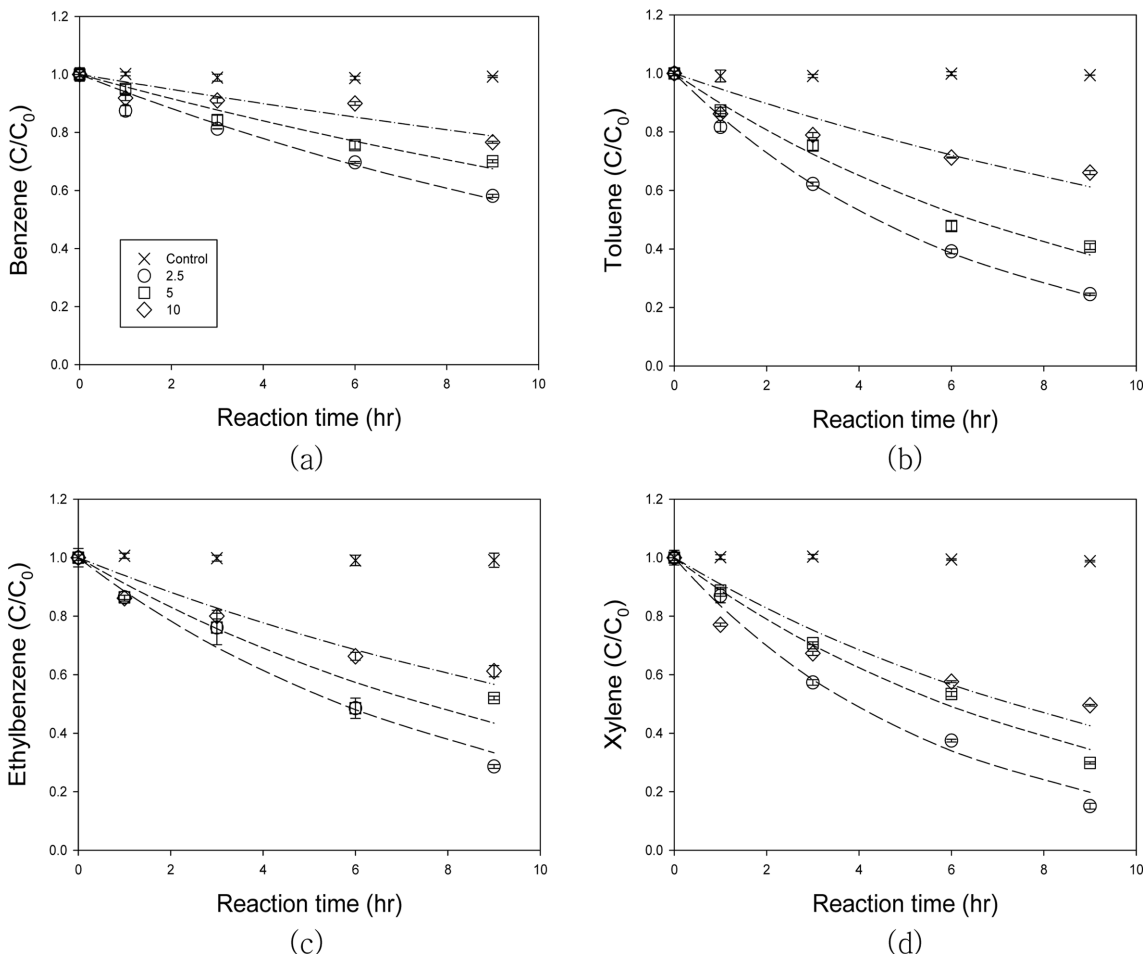 1.2
1.0
0.8
0.6
0.4
0.2
0.0
Benzene (C/C0)
Control
2.5
5
10
0 2 4 6 8 10
Reaction time (hr)
(a)
1.2
1.0
0.8
0.6
0.4
0.2
0.0
Toluene (C/C0)
0 2 4 6 8 10
Reaction time (hr)
(b)
1.2
1.0
0.8
0.6
0.4
0.2
0.0
Ethylbenzene (C/C0)
0 2 4 6 8 10
Reaction time (hr)
(c)
1.2
1.0
0.8
0.6
0.4
0.2
0.0
Xylene (C/C0)
0 2 4 6 8 10
Reaction time (hr)
(d)